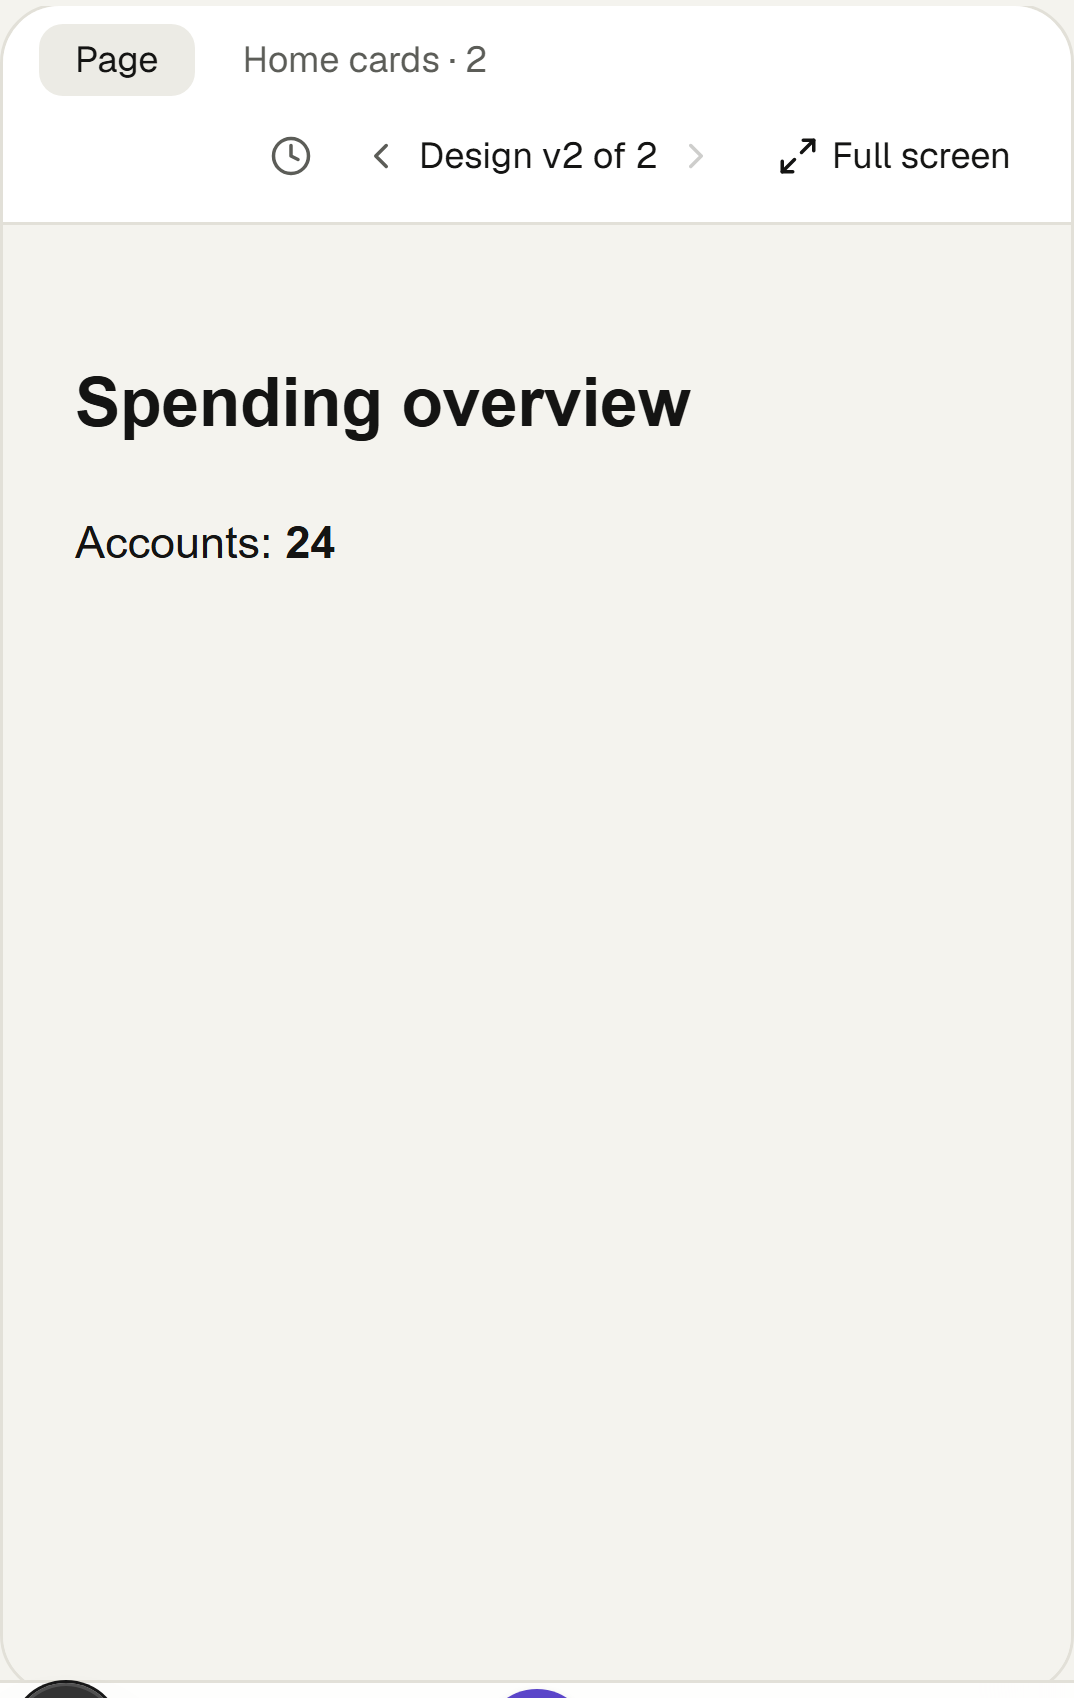 Page
Home cards · 2
Design v2 of 2
Full screen
Spending overview
Accounts: 24